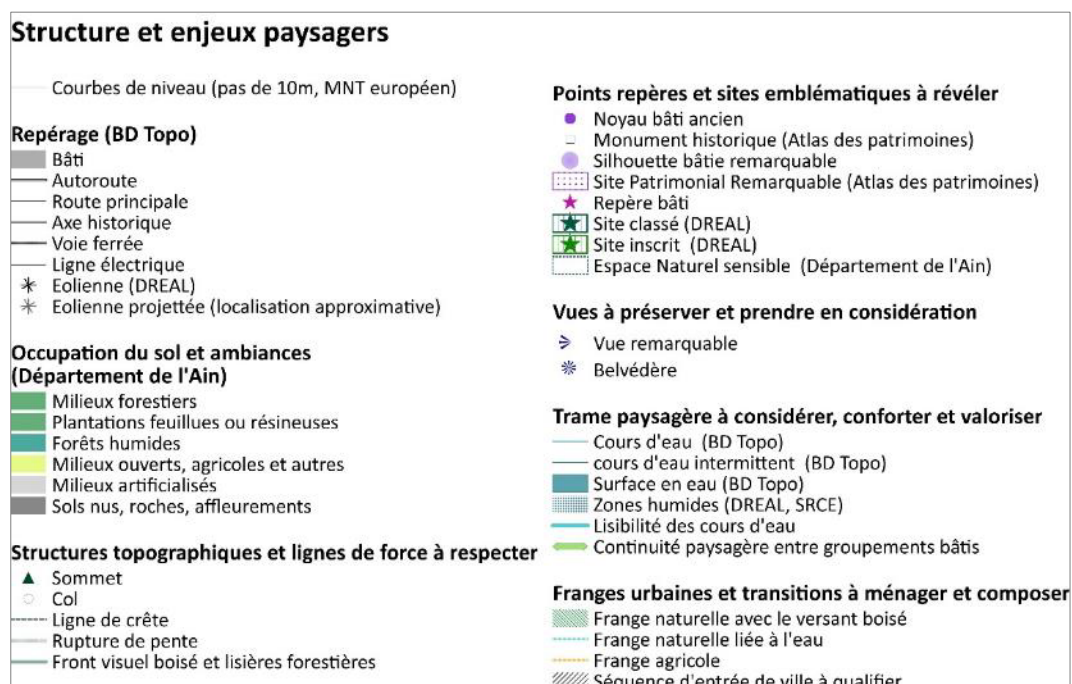 Structure et enjeux paysagers
Courbes de niveau (pas de 10m, MNT européen)
Repérage (BD Topo)
Bâti
Autoroute
Route principale
Axe historique
Voie ferrée
Ligne électrique
Eolienne (DREAL)
Eolienne projettée (localisation approximative)
Occupation du sol et ambiances
(Département de l'Ain)
Milieux forestiers
Plantations feuillues ou résineuses
Forêts humides
Milieux ouverts, agricoles et autres
Milieux artificialisés
Sols nus, roches, affleurements
Structures topographiques et lignes de force à respecter
Sommet
Col
Ligne de crête
Rupture de pente
Front visuel boisé et lisières forestières
Points repères et sites emblématiques à révéler
Noyau bâti ancien
Monument historique (Atlas des patrimoines)
Silhouette bâtie remarquable
Site Patrimonial Remarquable (Atlas des patrimoines)
Repère bâti
Site classé (DREAL)
Site inscrit (DREAL)
Espace Naturel sensible (Département de l'Ain)
Vues à préserver et prendre en considération
Vue remarquable
Belvédère
Trame paysagère à considérer, conforter et valoriser
Cours d'eau (BD Topo)
cours d'eau intermittent (BD Topo)
Surface en eau (BD Topo)
Zones humides (DREAL, SRCE)
Lisibilité des cours d'eau
Continuité paysagère entre groupements bâtis
Franges urbaines et transitions à ménager et composer
Frange naturelle avec le versant boisé
Frange naturelle liée à l'eau
Frange agricole
Séquence d'entrée de ville à qualifier